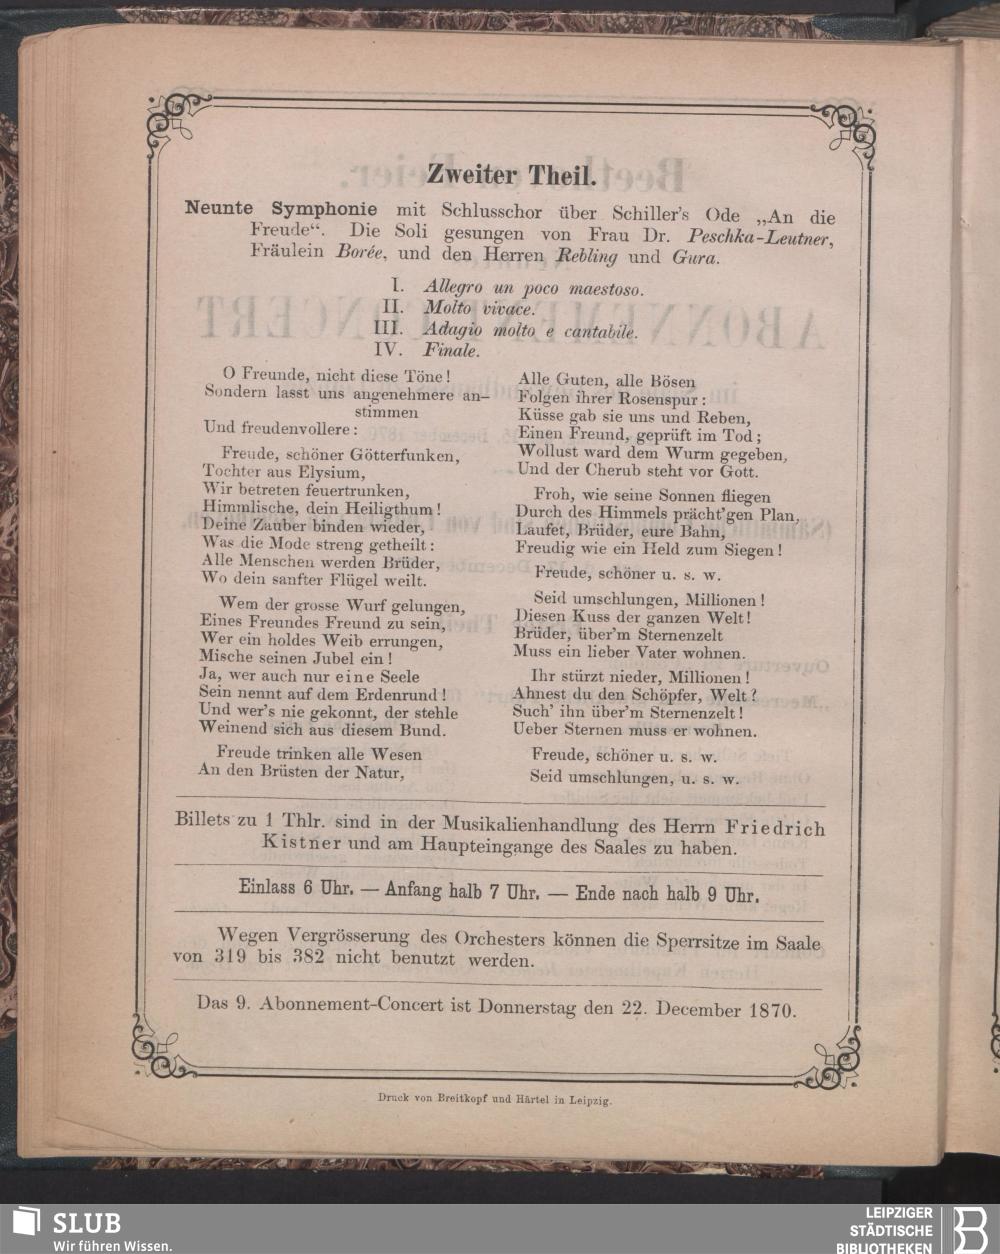 Zweiter Theil.
Neunte Symphonie mit Schlusschor über Schiller's Ode „An die
Freude“. Die Soli gesungen von Frau Dr. Peschka-Leutner,
Fräulein Borée, und den Herren Rebling und Gura.
I. Allegro un poco maestoso.
II. Molto vivace.
III. Adagio molto e cantabile.
IV. Finale.
O Freunde, nicht diese Töne!
Sondern lasst uns angenehmere an-
stimmen
Und freudenvollere:
Freude, schöner Götterfunken,
Tochter aus Elysium,
Wir betreten feuertrunken,
Himmlische, dein Heiligthum!
Deine Zauber binden wieder,
Was die Mode streng getheilt:
Alle Menschen werden Brüder,
Wo dein sanfter Flügel weilt.
Wem der grosse Wurf gelungen,
Eines Freundes Freund zu sein,
Wer ein holdes Weib errungen,
Mische seinen Jubel ein!
Ja, wer auch nur eine Seele
Sein nennt auf dem Erdenrund!
Und wer's nie gekonnt, der stehle
Weinend sich aus diesem Bund.
Freude trinken alle Wesen
An den Brüsten der Natur,
Alle Guten, alle Bösen
Folgen ihrer Rosenspur:
Küsse gab sie uns und Reben,
Einen Freund, geprüft im Tod;
Wollust ward dem Wurm gegeben,
Und der Cherub steht vor Gott.
Froh, wie seine Sonnen fliegen
Durch des Himmels prächt'gen Plan,
Laufet, Brüder, eure Bahn,
Freudig wie ein Held zum Siegen!
Freude, schöner u. s. w.
Seid umschlungen, Millionen!
Diesen Kuss der ganzen Welt!
Brüder, über'm Sternenzelt
Muss ein lieber Vater wohnen.
Ihr stürzt nieder, Millionen!
Ahnest du den Schöpfer, Welt?
Such' ihn über'm Sternenzelt!
Ueber Sternen muss er wohnen.
Freude, schöner u. s. w.
Seid umschlungen, u. s. w.
Billets zu 1 Thlr. sind in der Musikalienhandlung des Herrn Friedrich
Kistner und am Haupteingange des Saales zu haben.
Einlass 6 Uhr. — Anfang halb 7 Uhr. — Ende nach halb 9 Uhr.
Wegen Vergrösserung des Orchesters können die Sperrsitze im Saale
von 319 bis 382 nicht benutzt werden.
Das 9. Abonnement-Concert ist Donnerstag den 22. December 1870.
Druck von Breitkopf und Härtel in Leipzig.
SLUB
Wir führen Wissen.
LEIPZIGER
STÄDTISCHE
BIBLIOTHEKEN